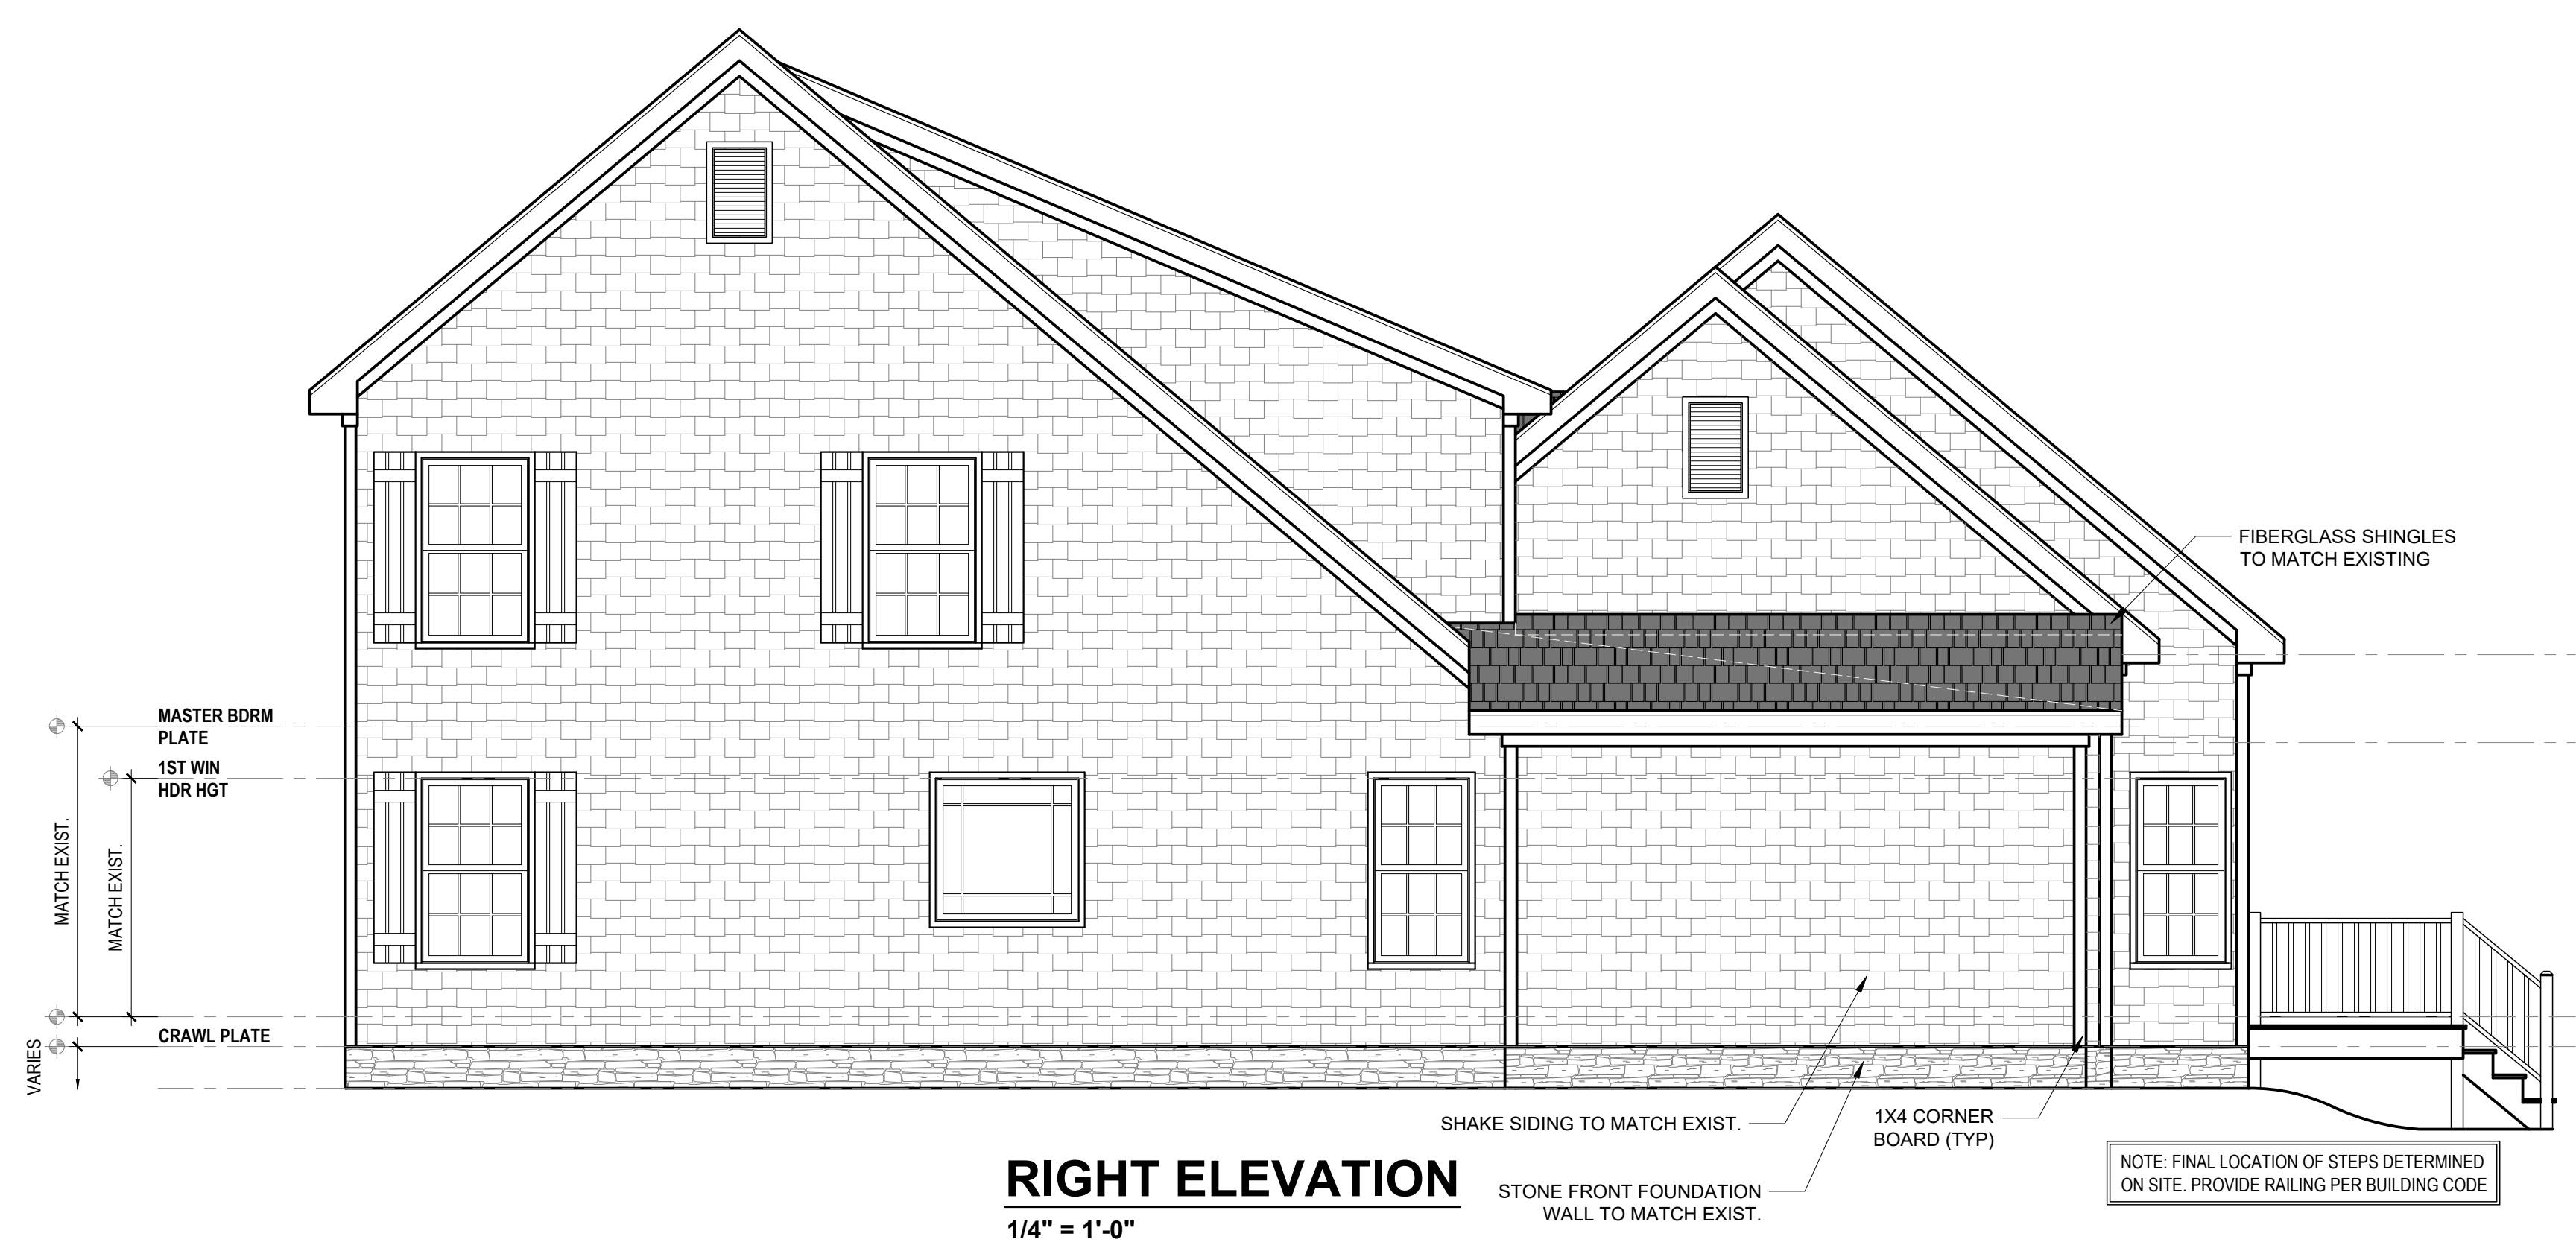 FIBERGLASS SHINGLES
TO MATCH EXISTING
MASTER BDRM
PLATE
1ST WIN
HDR HGT
MATCH EXIST.
MATCH EXIST.
CRAWL PLATE
VARIES
SHAKE SIDING TO MATCH EXIST.
1X4 CORNER
BOARD (TYP)
STONE FRONT FOUNDATION
WALL TO MATCH EXIST.
NOTE: FINAL LOCATION OF STEPS DETERMINED
ON SITE. PROVIDE RAILING PER BUILDING CODE
RIGHT ELEVATION
1/4" = 1'-0"